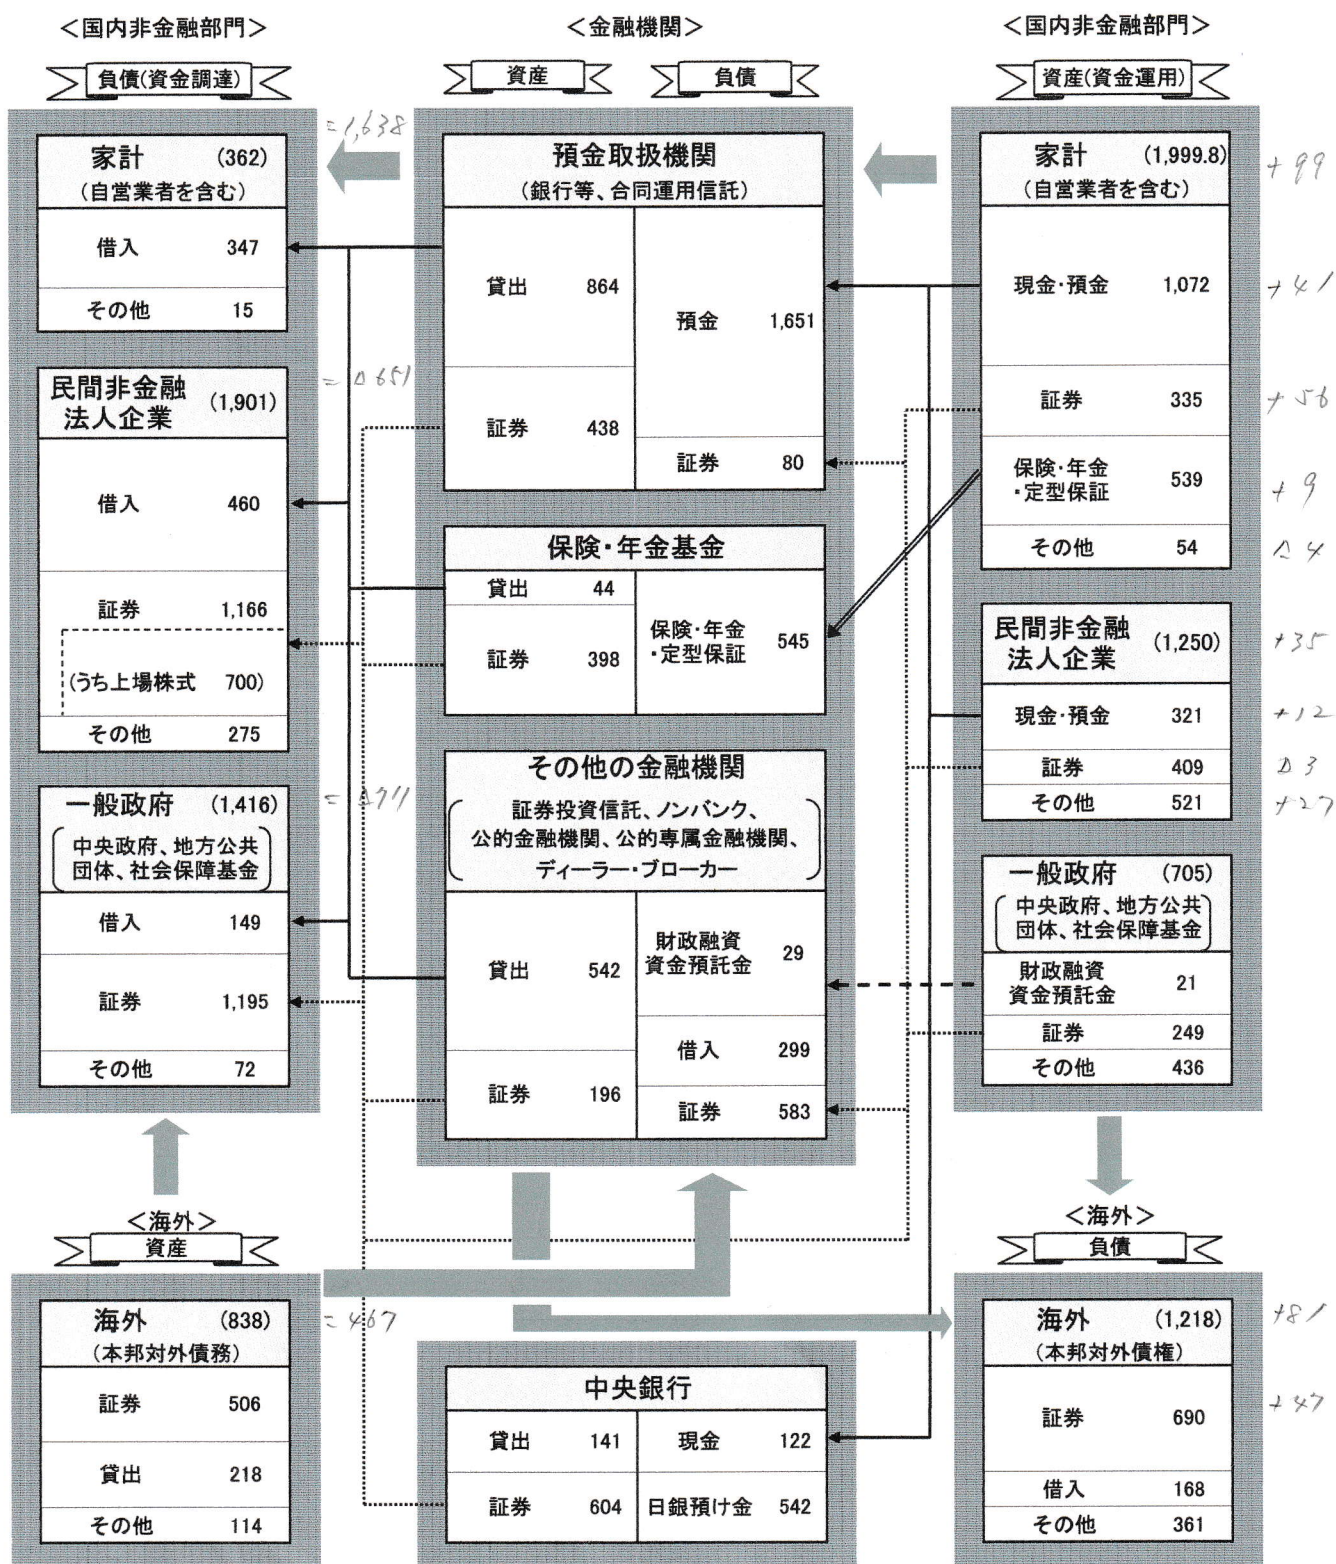 ＜国内非金融部門＞
負債(資金調達)
家計 (362)
(自営業者を含む)
借入 347
その他 15
民間非金融
法人企業 (1,901)
借入 460
証券 1,166
(うち上場株式 700)
その他 275
一般政府 (1,416)
中央政府、地方公共
団体、社会保障基金
借入 149
証券 1,195
その他 72
=1,638
=Δ651
＜海外＞
資産
海外 (838)
(本邦対外債務)
証券 506
貸出 218
その他 114
=467
＜金融機関＞
資産 負債
預金取扱機関
(銀行等、合同運用信託)
貸出 864
証券 438
預金 1,651
証券 80
保険・年金基金
貸出 44
証券 398
保険・年金
・定型保証 545
その他の金融機関
証券投資信託、ノンバンク、
公的金融機関、公的専属金融機関、
ディーラー・ブローカー
貸出 542
証券 196
財政融資
資金預託金 29
借入 299
証券 583
中央銀行
貸出 141 現金 122
証券 604 日銀預け金 542
＜国内非金融部門＞
資産(資金運用)
家計 (1,999.8) +99
(自営業者を含む)
現金・預金 1,072 +41
証券 335 +56
保険・年金
・定型保証 539 +9
その他 54 Δ4
民間非金融
法人企業 (1,250) +35
現金・預金 321 +12
証券 409 Δ3
その他 521 +27
一般政府 (705)
中央政府、地方公共
団体、社会保障基金
財政融資
資金預託金 21
証券 249
その他 436
＜海外＞
負債
海外 (1,218) +81
(本邦対外債権)
証券 690 +47
借入 168
その他 361